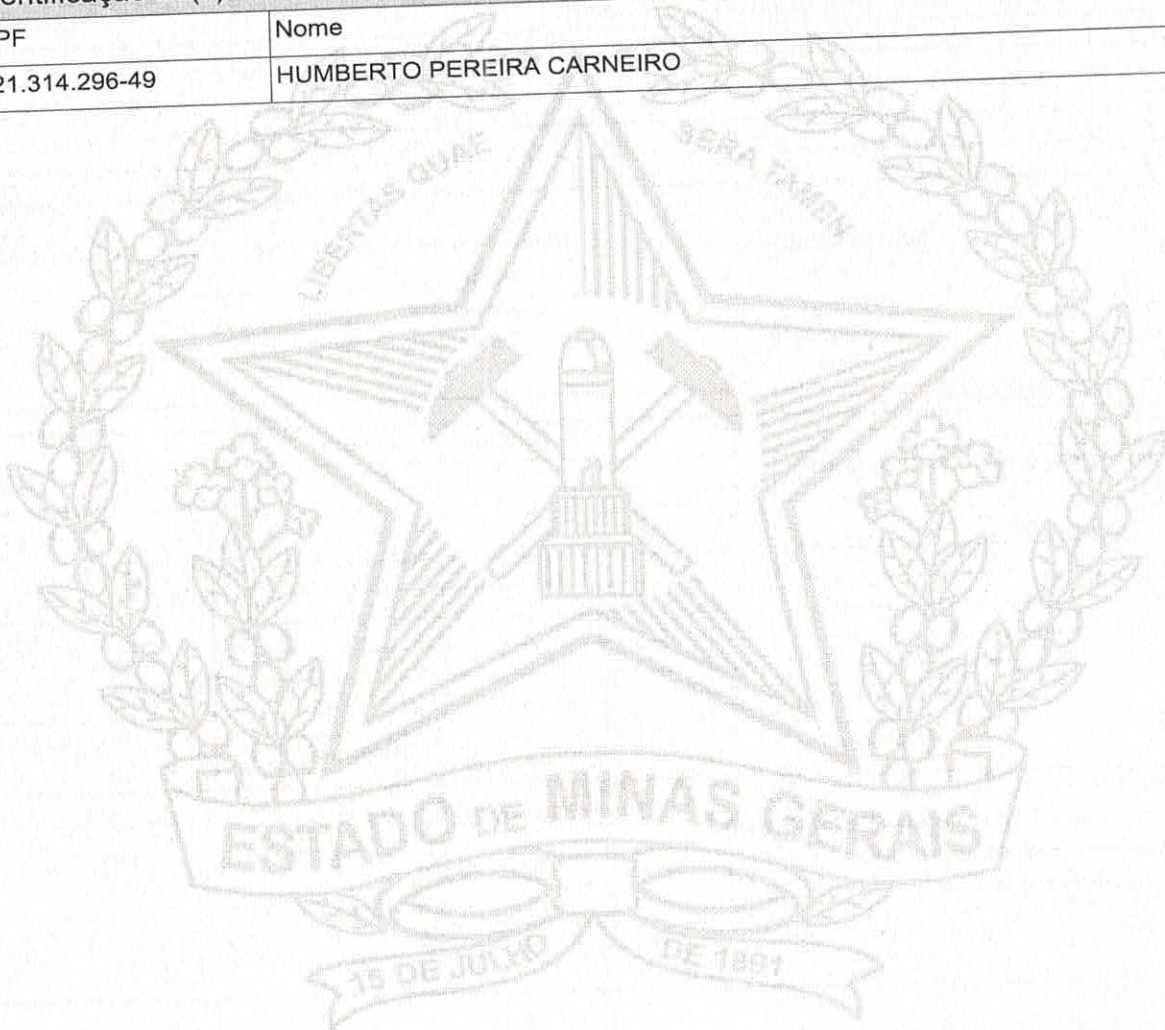 PF
Nome
21.314.296-49
HUMBERTO PEREIRA CARNEIRO
LIBERTAS QUAE SERA TAMEN
ESTADO DE MINAS GERAIS
15 DE JULHO DE 1891